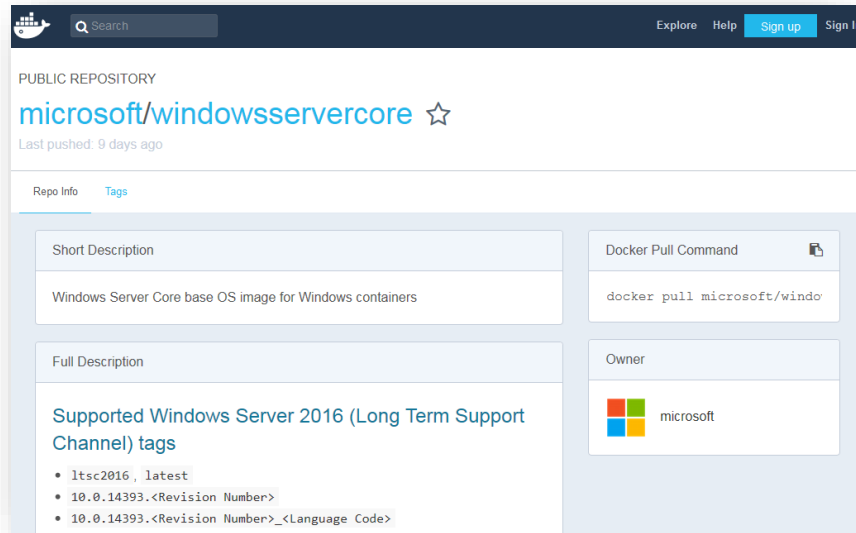 Search
Explore Help Sign up Sign I
PUBLIC REPOSITORY
microsoft/windowsservercore
Last pushed: 9 days ago
Repo Info Tags
Short Description
Windows Server Core base OS image for Windows containers
Docker Pull Command
docker pull microsoft/windo
Full Description
Supported Windows Server 2016 (Long Term Support
Channel) tags
ltsc2016 , latest
10.0.14393.<Revision Number>
10.0.14393.<Revision Number>_<Language Code>
Owner
microsoft